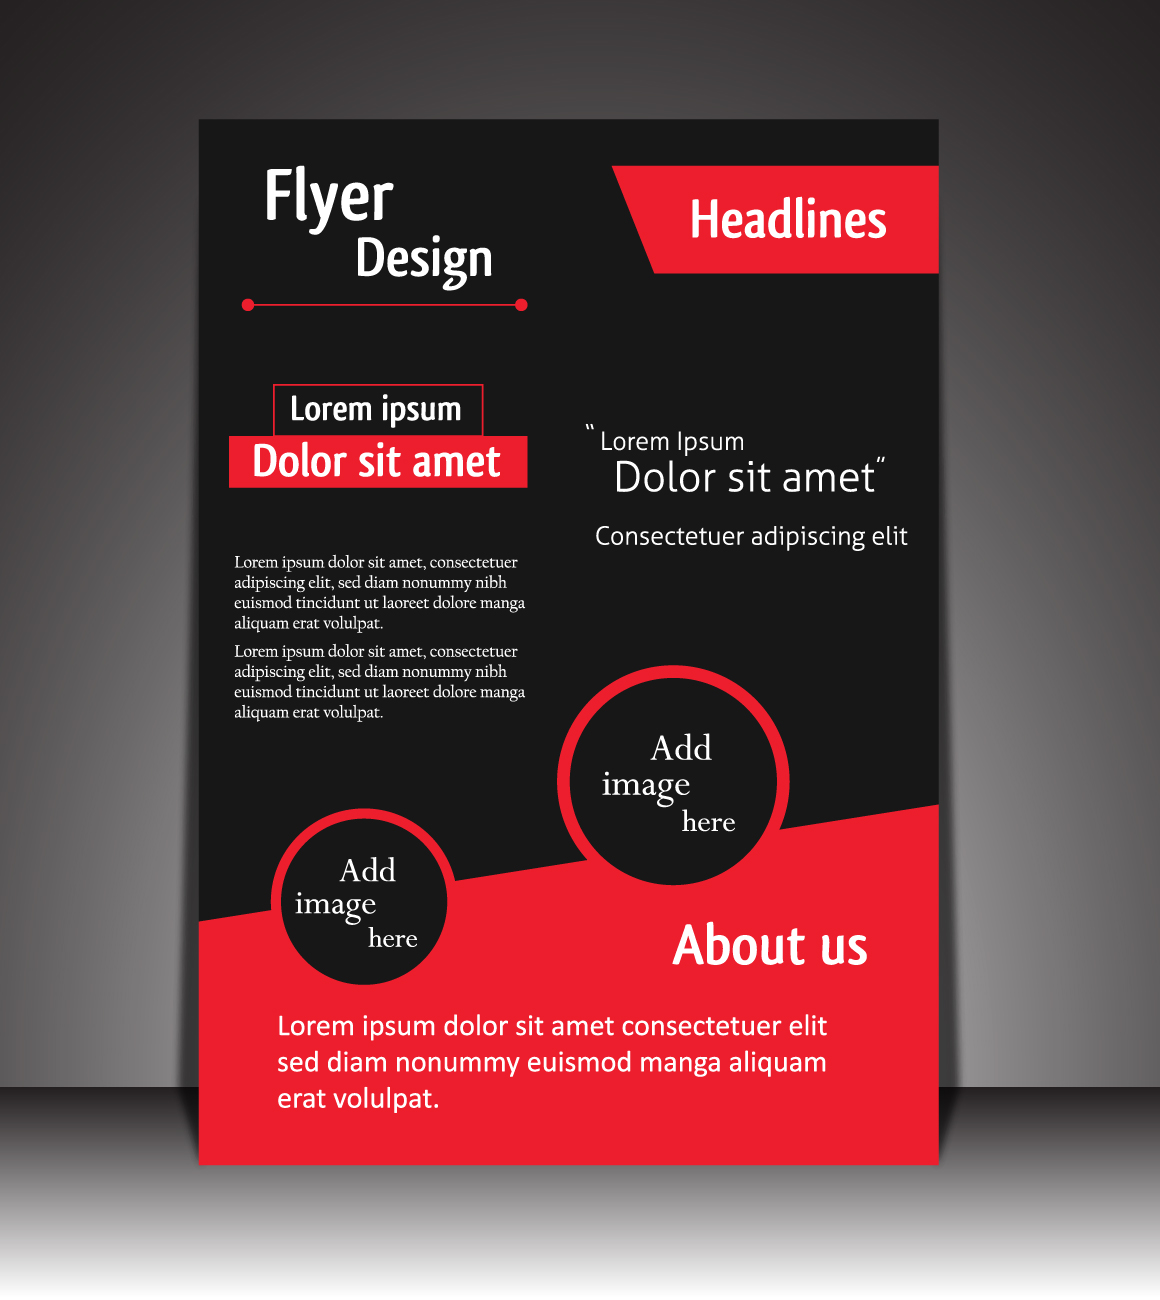 Flyer
Design
Headlines
Lorem ipsum
Dolor sit amet
“ Lorem Ipsum
Dolor sit amet”
Consectetuer adipiscing elit
Lorem ipsum dolor sit amet, consectetuer
adipiscing elit, sed diam nonummy nibh
euismod tincidunt ut laoreet dolore manga
aliquam erat volulpat.
Lorem ipsum dolor sit amet, consectetuer
adipiscing elit, sed diam nonummy nibh
euismod tincidunt ut laoreet dolore manga
aliquam erat volulpat.
Add
image
here
Add
image
here
About us
Lorem ipsum dolor sit amet consectetuer elit
sed diam nonummy euismod manga aliquam
erat volulpat.